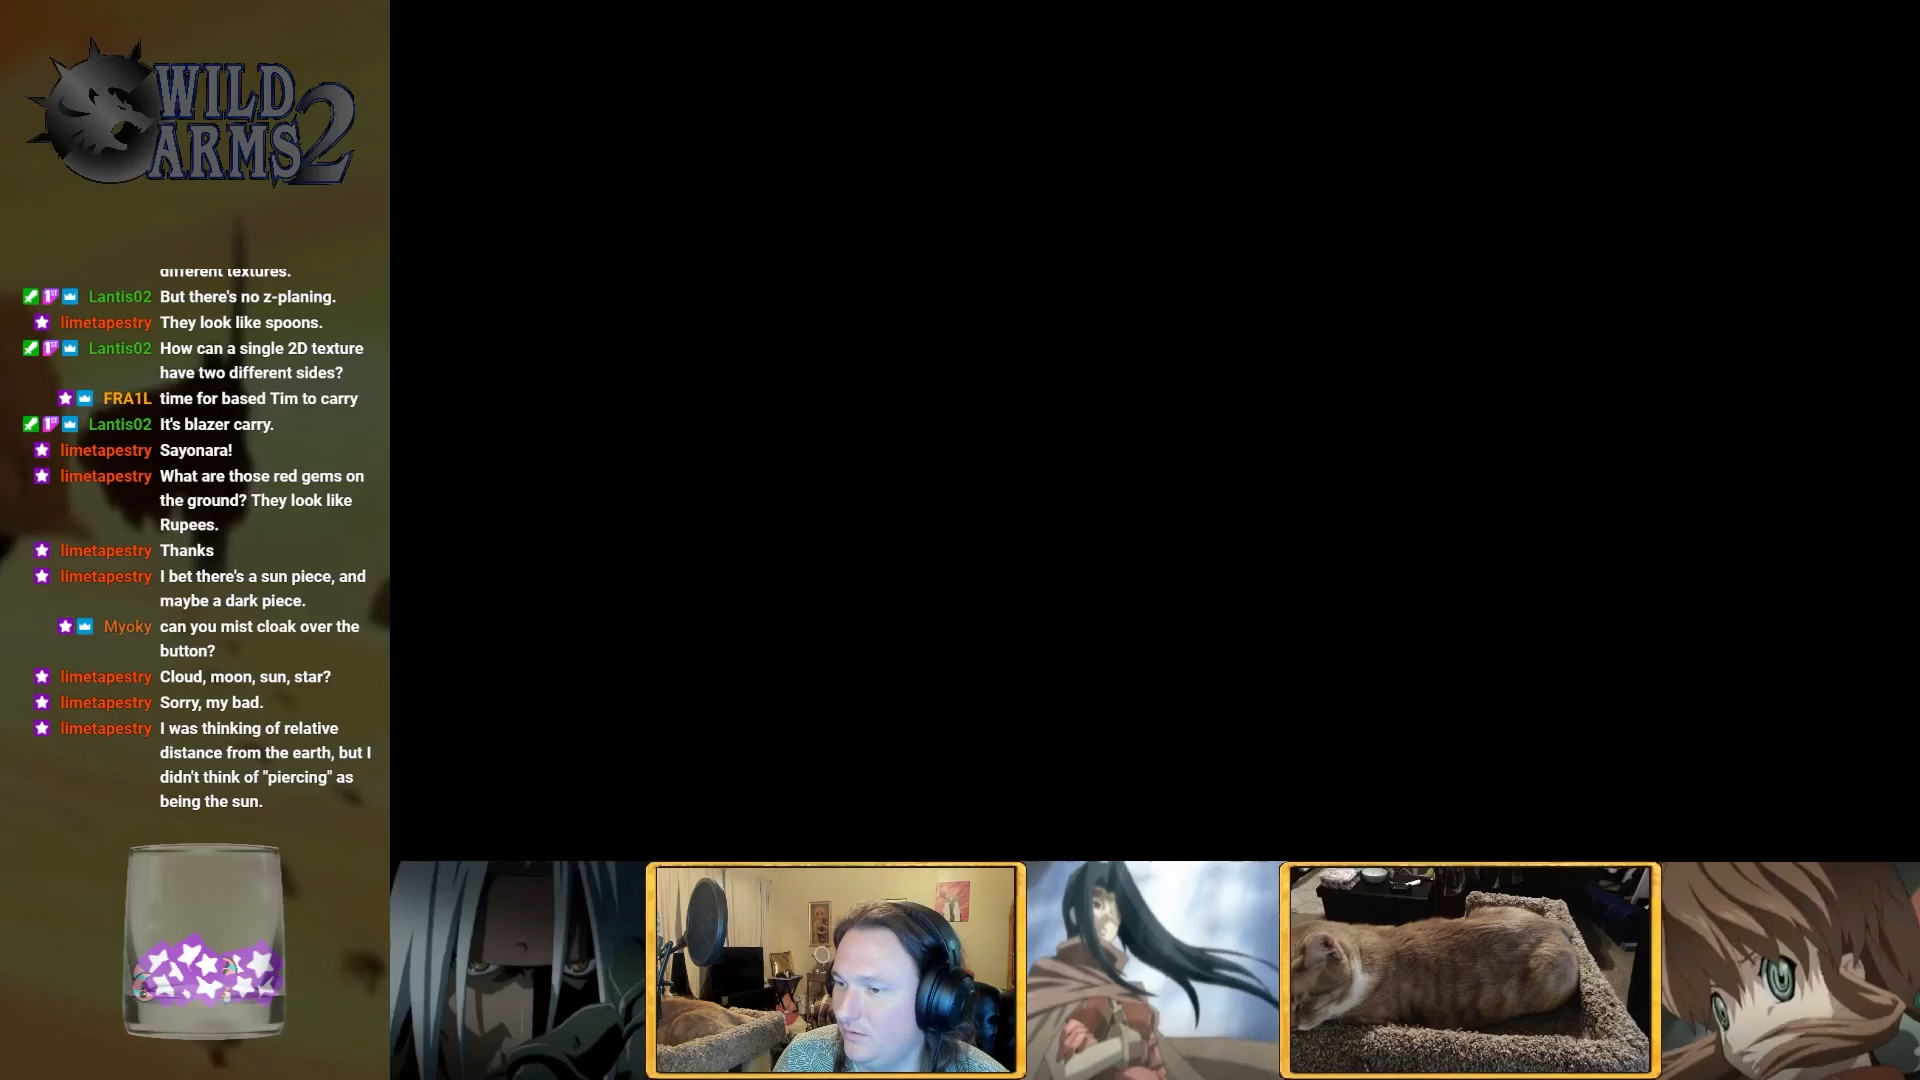 WILD
ARMS 2
different textures.
Lantis02 But there's no z-planing.
limetapestry They look like spoons.
Lantis02 How can a single 2D texture
have two different sides?
FRA1L time for based Tim to carry
Lantis02 It's blazer carry.
limetapestry Sayonara!
limetapestry What are those red gems on
the ground? They look like
Rupees.
limetapestry Thanks
limetapestry I bet there's a sun piece, and
maybe a dark piece.
Myoky can you mist cloak over the
button?
limetapestry Cloud, moon, sun, star?
limetapestry Sorry, my bad.
limetapestry I was thinking of relative
distance from the earth, but I
didn't think of "piercing" as
being the sun.